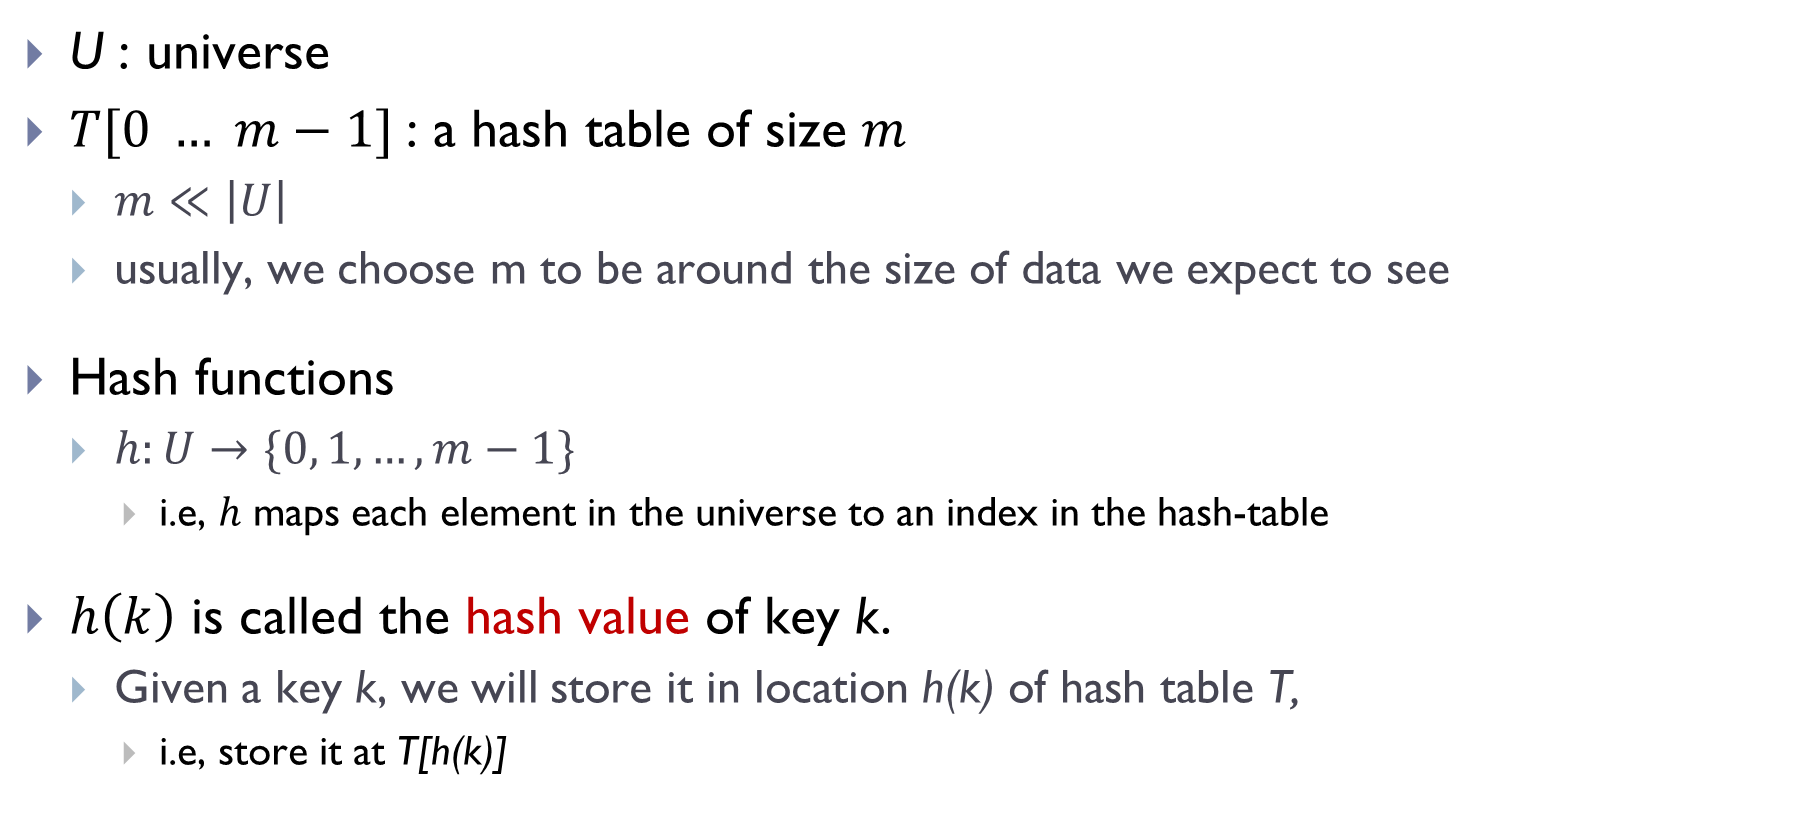 U : universe
T[0 … m − 1] : a hash table of size m
m ≪ |U|
usually, we choose m to be around the size of data we expect to see
Hash functions
h: U → {0, 1, … , m − 1}
i.e, h maps each element in the universe to an index in the hash-table
h(k) is called the hash value of key k.
Given a key k, we will store it in location h(k) of hash table T,
i.e, store it at T[h(k)]